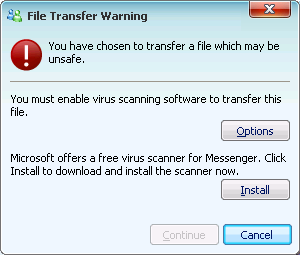 File Transfer Warning
You have chosen to transfer a file which may be
unsafe.
You must enable virus scanning software to transfer this
file.
Options
Microsoft offers a free virus scanner for Messenger. Click
Install to download and install the scanner now.
Install
Continue
Cancel